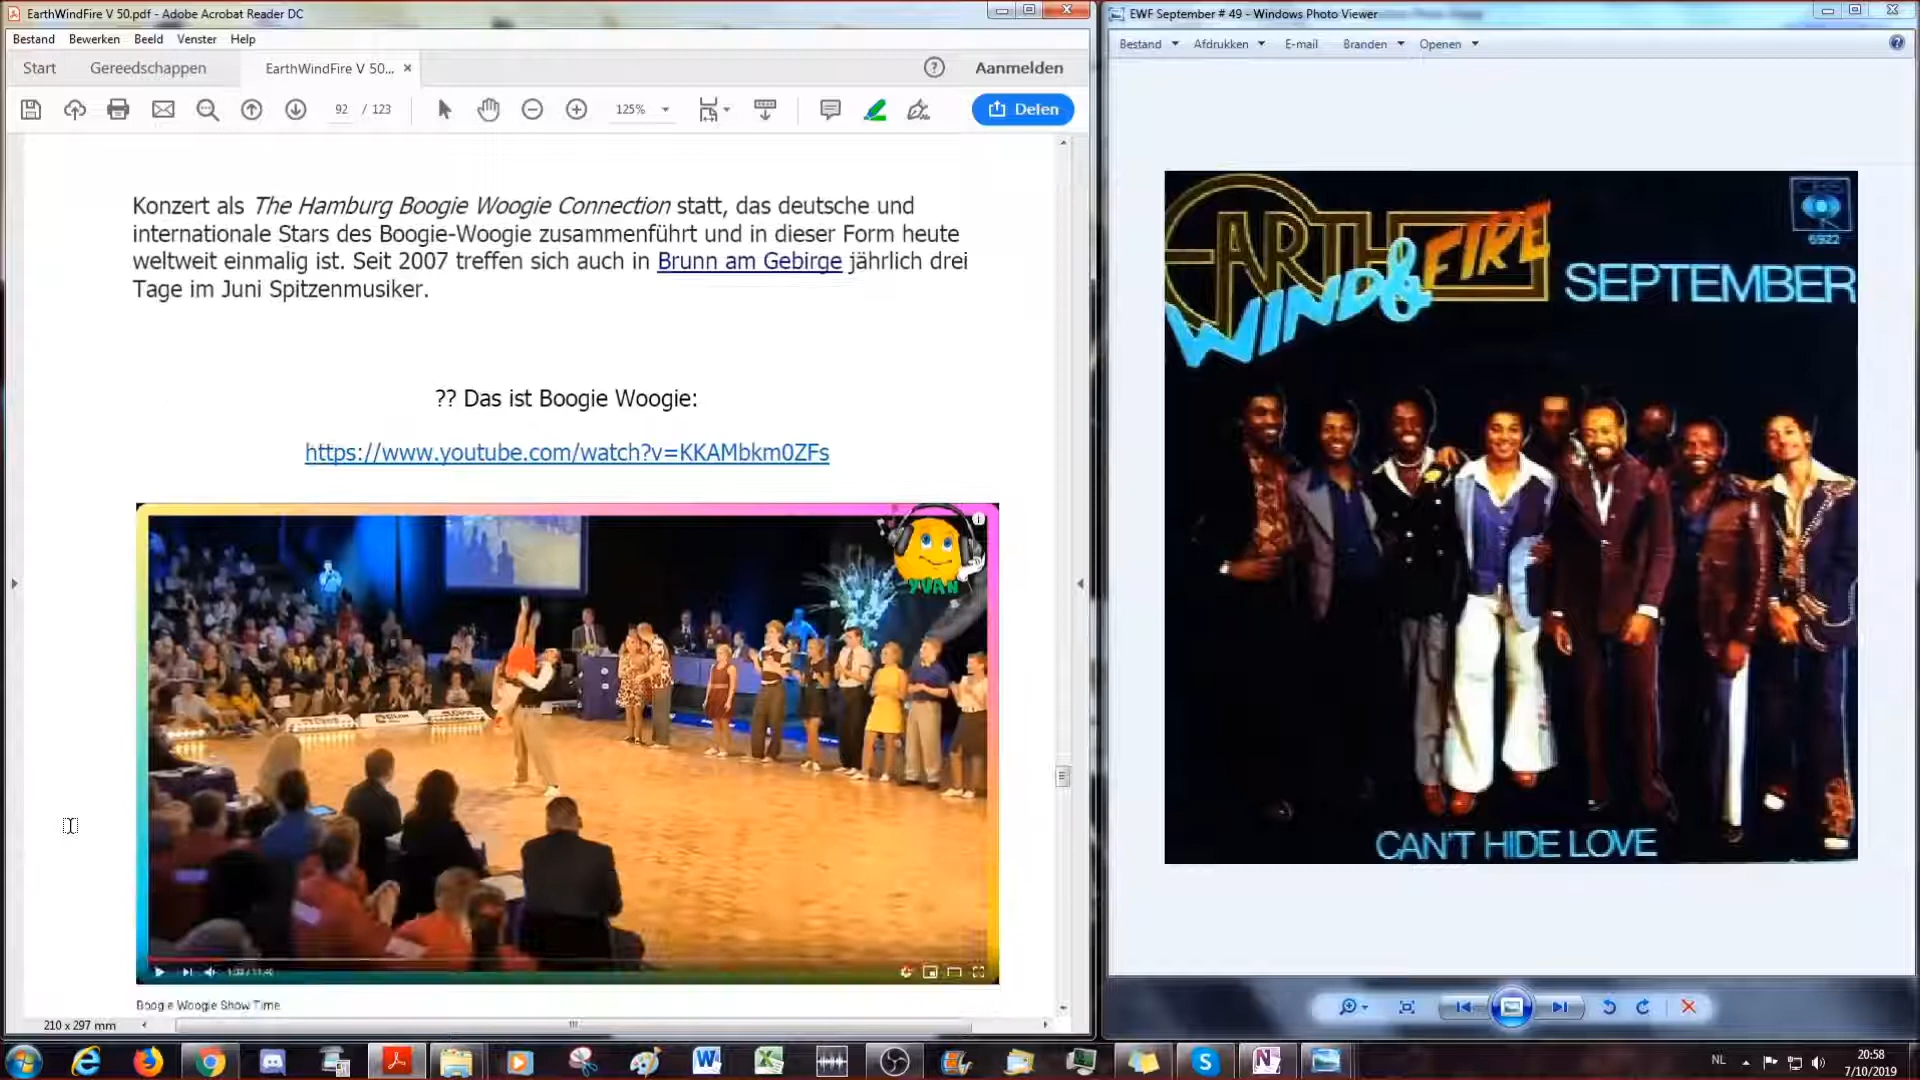 EarthWindFire V 50.pdf - Adobe Acrobat Reader DC
Bestand Bewerken Beeld Venster Help
Start Gereedschappen EarthWindFire V 50... Aanmelden
92 / 123 125% Delen
Konzert als The Hamburg Boogie Woogie Connection statt, das deutsche und
internationale Stars des Boogie-Woogie zusammenführt und in dieser Form heute
weltweit einmalig ist. Seit 2007 treffen sich auch in Brunn am Gebirge jährlich drei
Tage im Juni Spitzenmusiker.
?? Das ist Boogie Woogie:
https://www.youtube.com/watch?v=KKAMbkm0ZFs
YVAN
Boogie Woogie Show Time
210 x 297 mm
EWF September # 49 - Windows Photo Viewer
Bestand Afdrukken E-mail Branden Openen
EARTH
WIND & FIRE
SEPTEMBER
CBS
6922
CAN'T HIDE LOVE
NL
20:58
7/10/2019